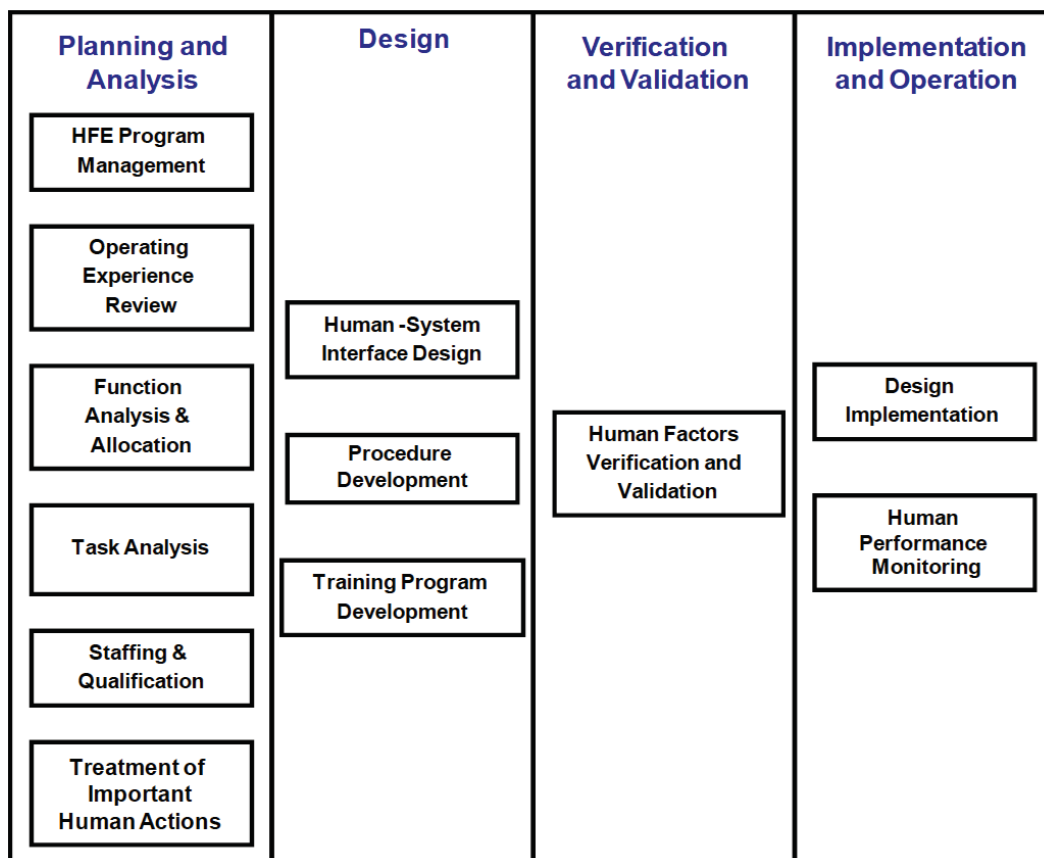 Planning and
Analysis
HFE Program
Management
Operating
Experience
Review
Function
Analysis &
Allocation
Task Analysis
Staffing &
Qualification
Treatment of
Important
Human Actions
Design
Human -System
Interface Design
Procedure
Development
Training Program
Development
Verification
and Validation
Human Factors
Verification and
Validation
Implementation
and Operation
Design
Implementation
Human
Performance
Monitoring